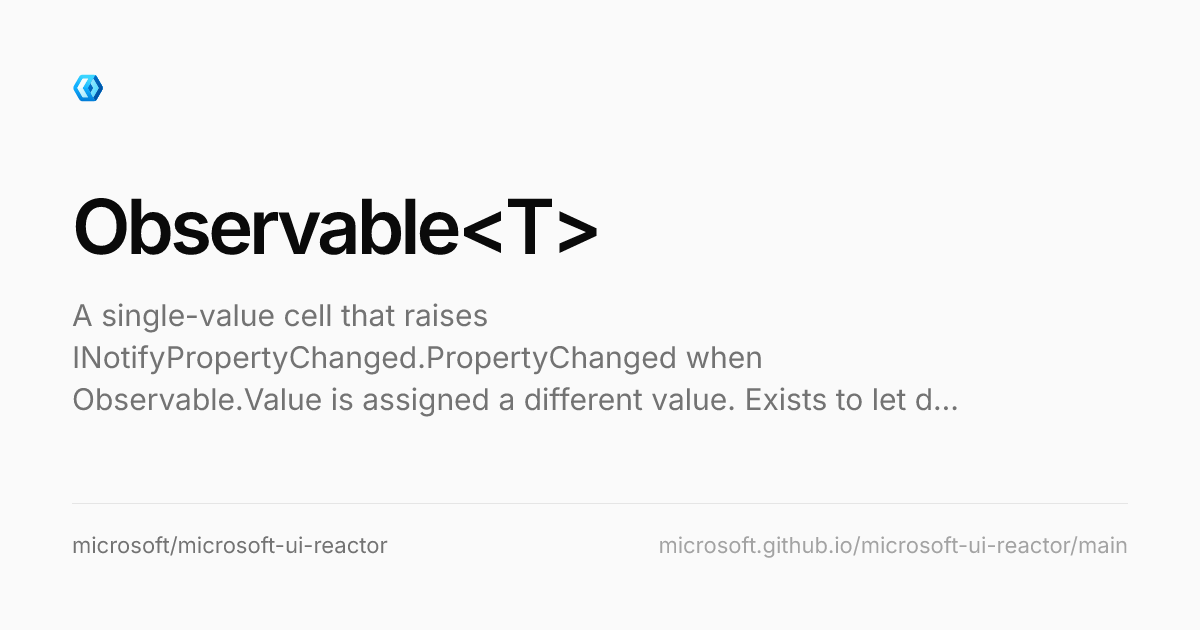 Observable<T>
A single-value cell that raises
INotifyPropertyChanged.PropertyChanged when
Observable.Value is assigned a different value. Exists to let d...
microsoft/microsoft-ui-reactor
microsoft.github.io/microsoft-ui-reactor/main